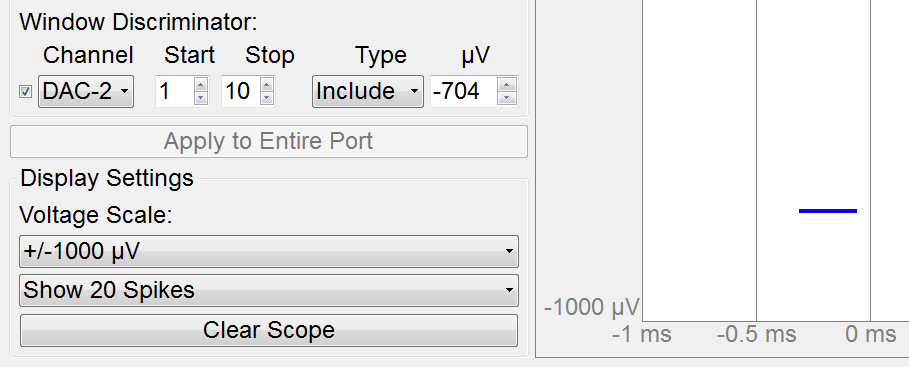 Window Discriminator:
Channel Start Stop Type µV
DAC-2 1 10 Include -704
Apply to Entire Port
Display Settings
Voltage Scale:
+/-1000 µV
Show 20 Spikes
Clear Scope
-1000 µV
-1 ms -0.5 ms 0 ms